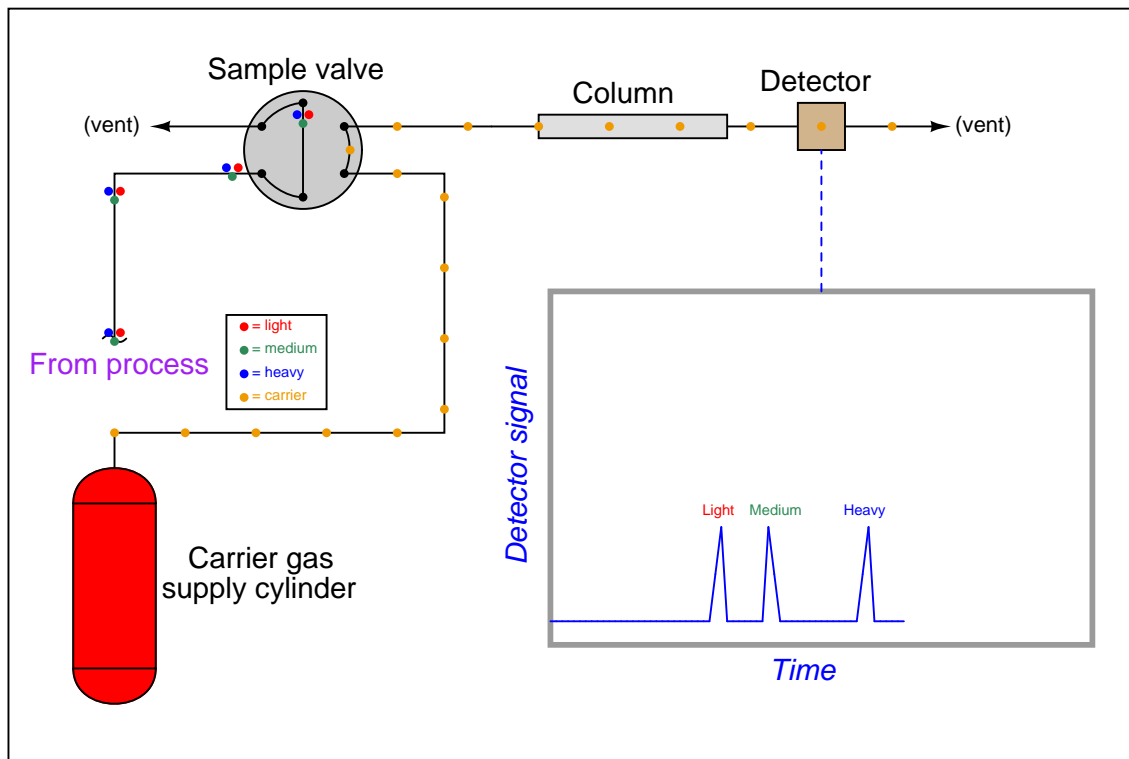 Sample valve
Column
Detector
(vent)
(vent)
= light
= medium
= heavy
= carrier
From process
Carrier gas
supply cylinder
Detector signal
Light
Medium
Heavy
Time